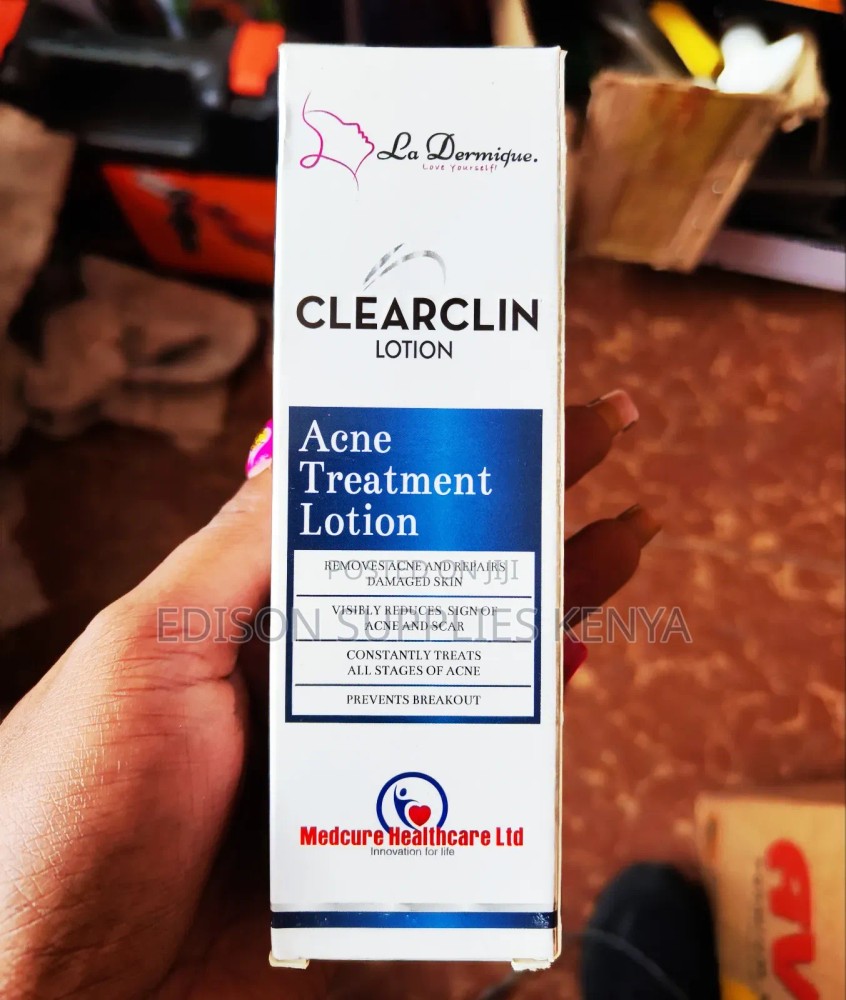 La Dermique.
Love Yourself!
CLEARCLIN
LOTION
Acne
Treatment
Lotion
REMOVES ACNE AND REPAIRS
DAMAGED SKIN
POSTED ON JIJI
VISIBLY REDUCES SIGN OF
ACNE AND SCAR
EDISON SUPPLIES KENYA
CONSTANTLY TREATS
ALL STAGES OF ACNE
PREVENTS BREAKOUT
Medcure Healthcare Ltd
Innovation for life